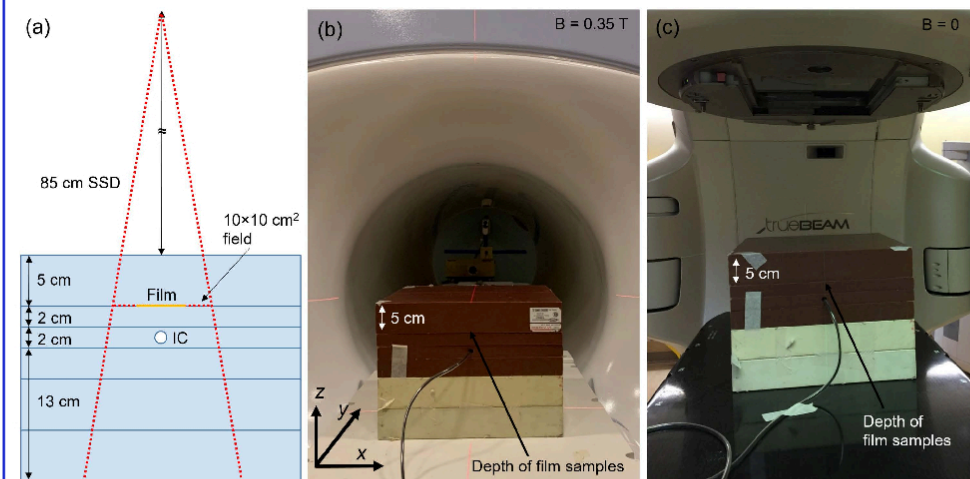 (a)
≈
85 cm SSD
10×10 cm²
field
5 cm
Film
2 cm
2 cm
IC
13 cm
(b)
B = 0.35 T
5 cm
z
y
x
Depth of film samples
(c)
B = 0
trueBEAM
5 cm
Depth of
film samples